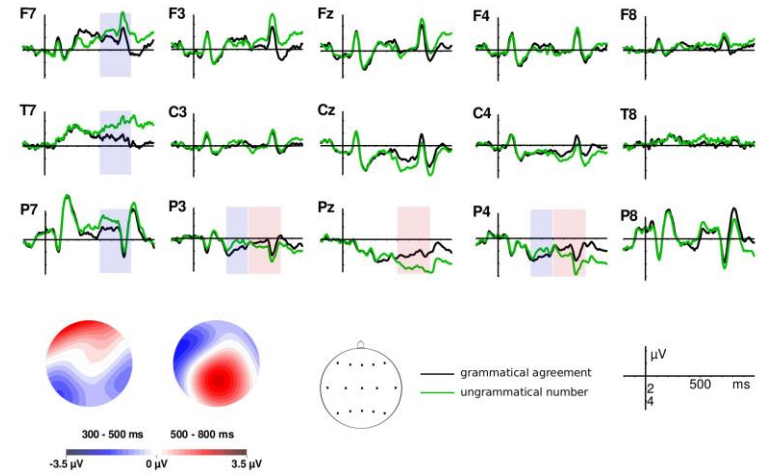 F7 F3 Fz F4 F8
T7 C3 Cz C4 T8
P7 P3 Pz P4 P8
grammatical agreement
ungrammatical number
µV
500 ms
2
4
300 - 500 ms 500 - 800 ms
-3.5 µV 0 µV 3.5 µV